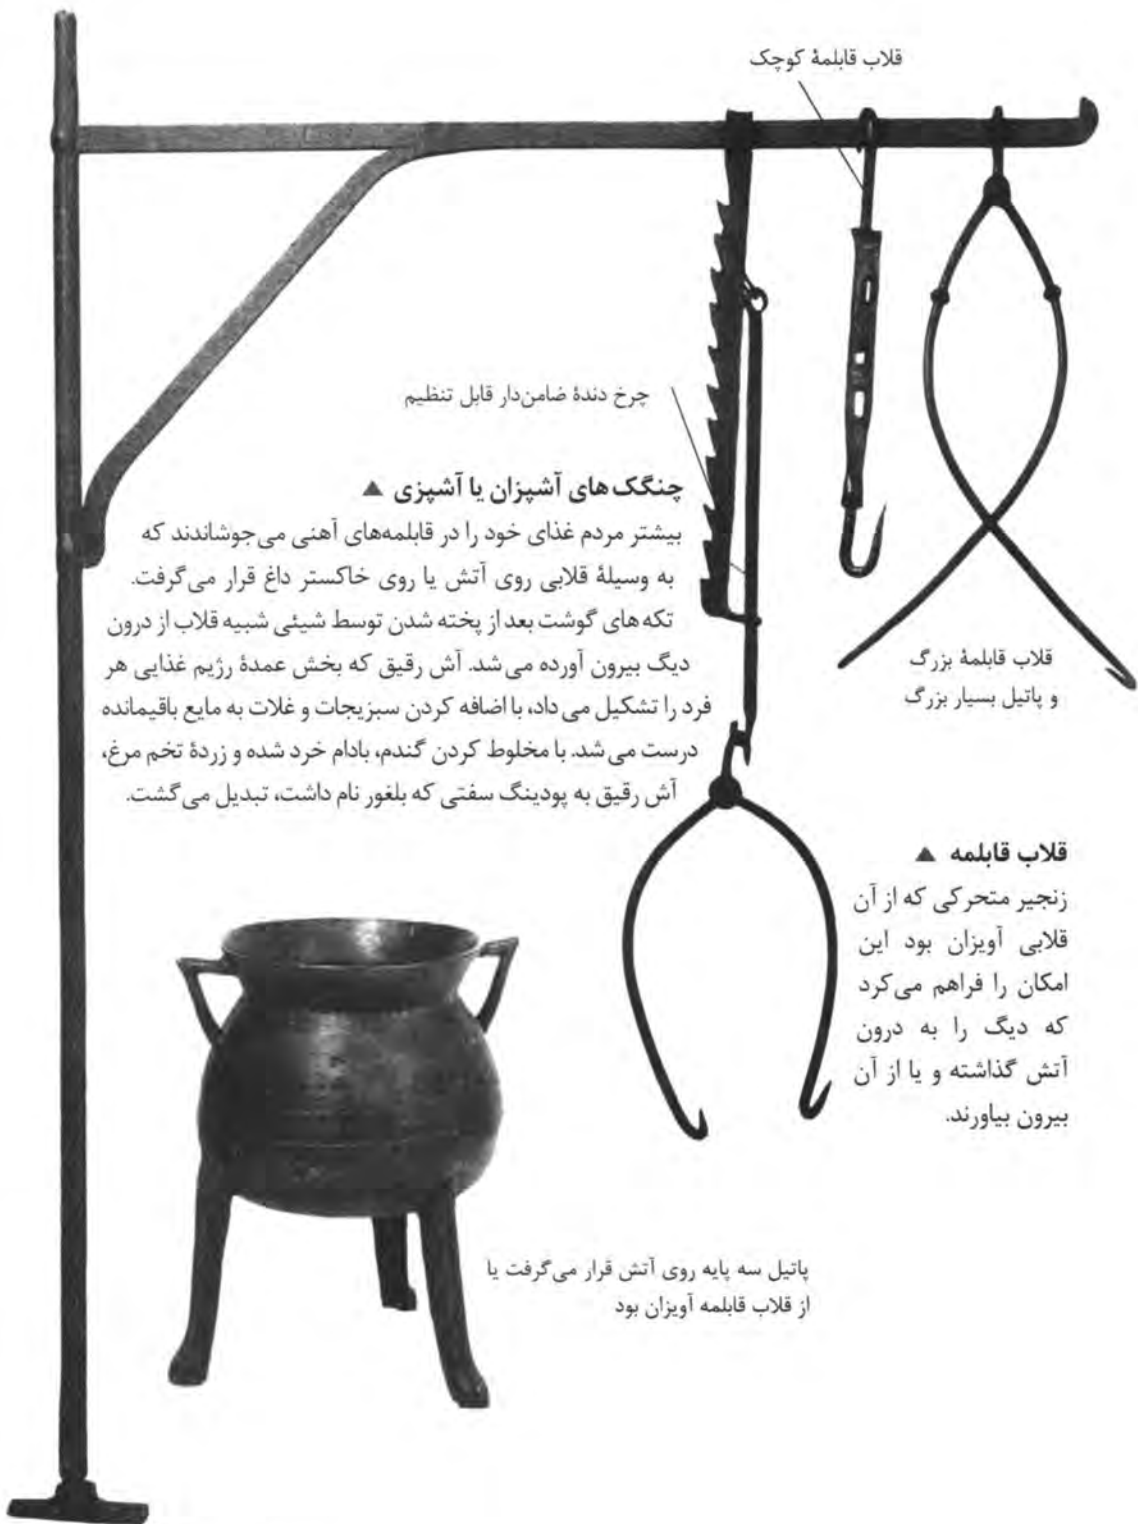 قلاب قابلمهٔ کوچک
چرخ دندهٔ ضامن‌دار قابل تنظیم
چنگک‌های آشپزان یا آشپزی ▲
بیشتر مردم غذای خود را در قابلمه‌های آهنی می‌جوشاندند که
به وسیلهٔ قلابی روی آتش یا روی خاکستر داغ قرار می‌گرفت.
تکه‌های گوشت بعد از پخته شدن توسط شیئی شبیه قلاب از درون
دیگ بیرون آورده می‌شد. آش رقیق که بخش عمدهٔ رژیم غذایی هر
فرد را تشکیل می‌داد، با اضافه کردن سبزیجات و غلات به مایع باقیمانده
درست می‌شد. با مخلوط کردن گندم، بادام خرد شده و زردهٔ تخم مرغ،
آش رقیق به پودینگ سفتی که بلغور نام داشت، تبدیل می‌گشت.
قلاب قابلمهٔ بزرگ
و پاتیل بسیار بزرگ
قلاب قابلمه ▲
زنجیر متحرکی که از آن
قلابی آویزان بود این
امکان را فراهم می‌کرد
که دیگ را به درون
آتش گذاشته و یا از آن
بیرون بیاورند.
پاتیل سه پایه روی آتش قرار می‌گرفت یا
از قلاب قابلمه آویزان بود